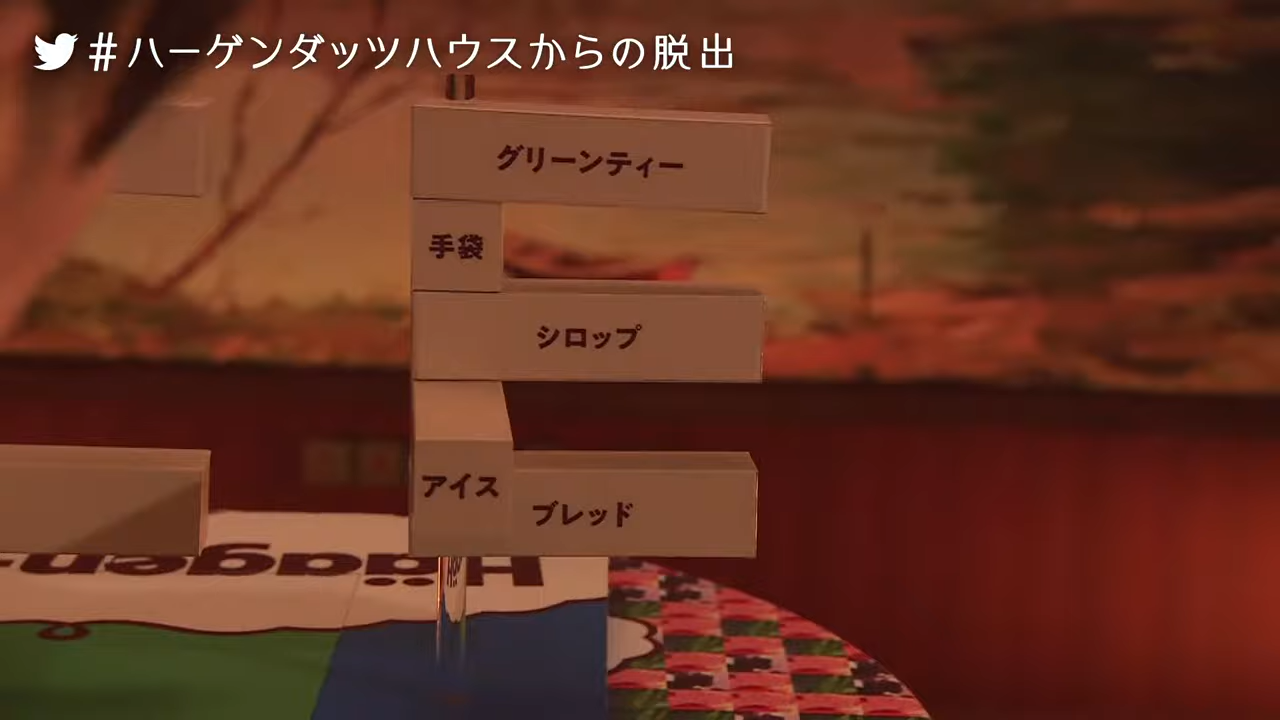 #ハーゲンダッツハウスからの脱出
グリーンティー
手袋
シロップ
アイス
ブレッド
Häagen-